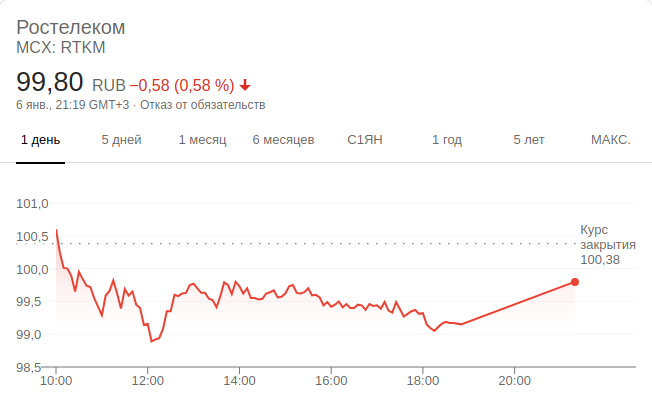 Ростелеком
MCX: RTKM
99,80 RUB −0,58 (0,58 %)
6 янв., 21:19 GMT+3 · Отказ от обязательств
1 день 5 дней 1 месяц 6 месяцев С1ЯН 1 год 5 лет МАКС.
101,0
100,5
100,0
99,5
99,0
98,5
Курс
закрытия
100,38
10:00 12:00 14:00 16:00 18:00 20:00